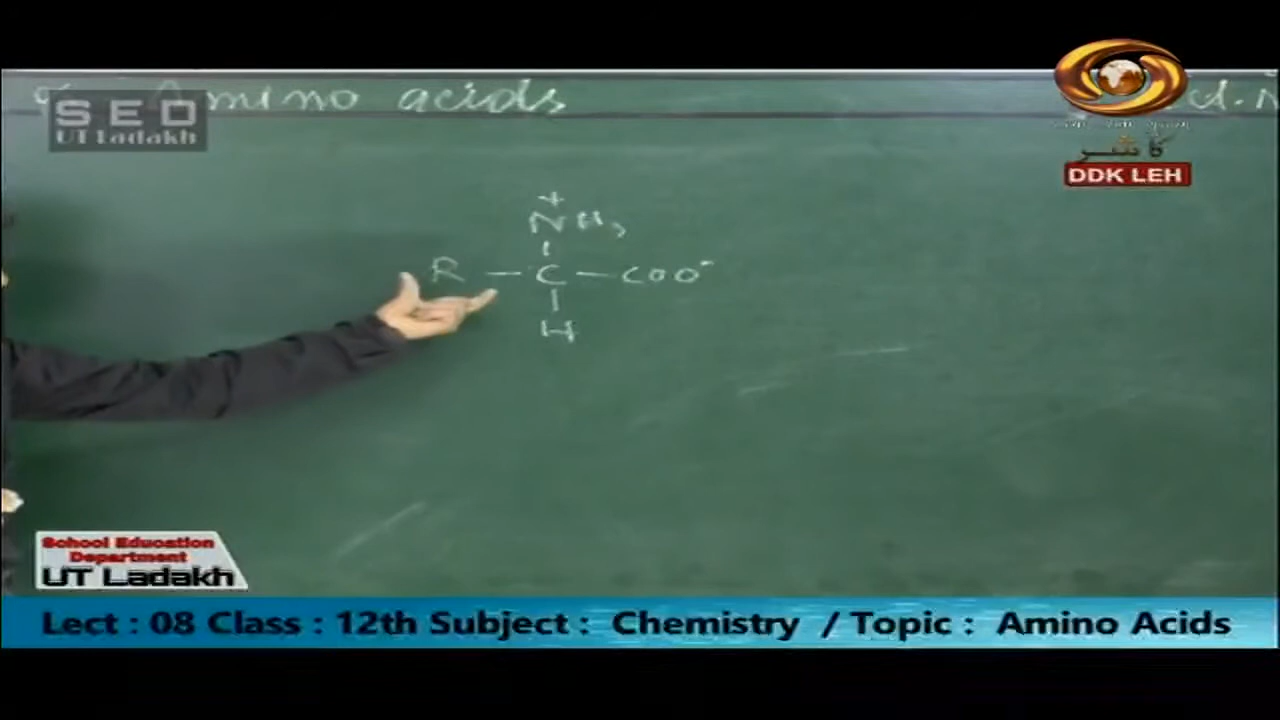 Amino acids
SED
UT Ladakh
کاشر
DDK LEH
+
NH₃
R — C — COO⁻
H
School Education
Department
UT Ladakh
Lect : 08 Class : 12th Subject : Chemistry / Topic : Amino Acids